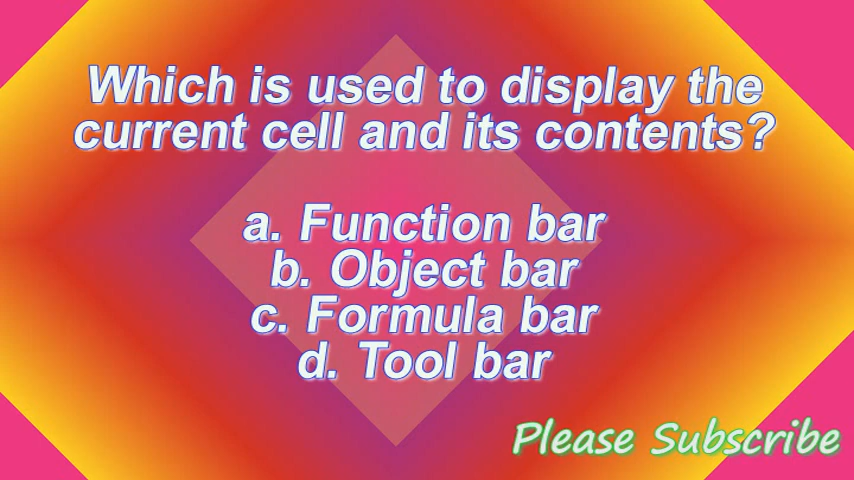 Which is used to display the
current cell and its contents?
a. Function bar
b. Object bar
c. Formula bar
d. Tool bar
Please Subscribe